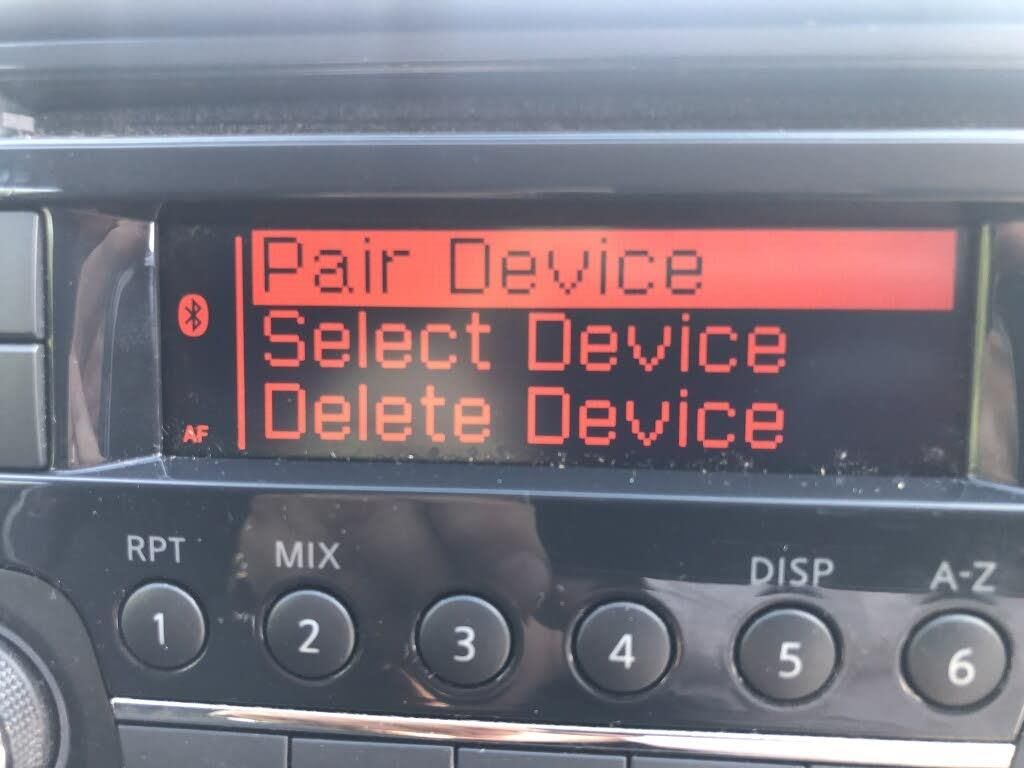 Pair Device
Select Device
Delete Device
AF
RPT MIX DISP A-Z
1 2 3 4 5 6